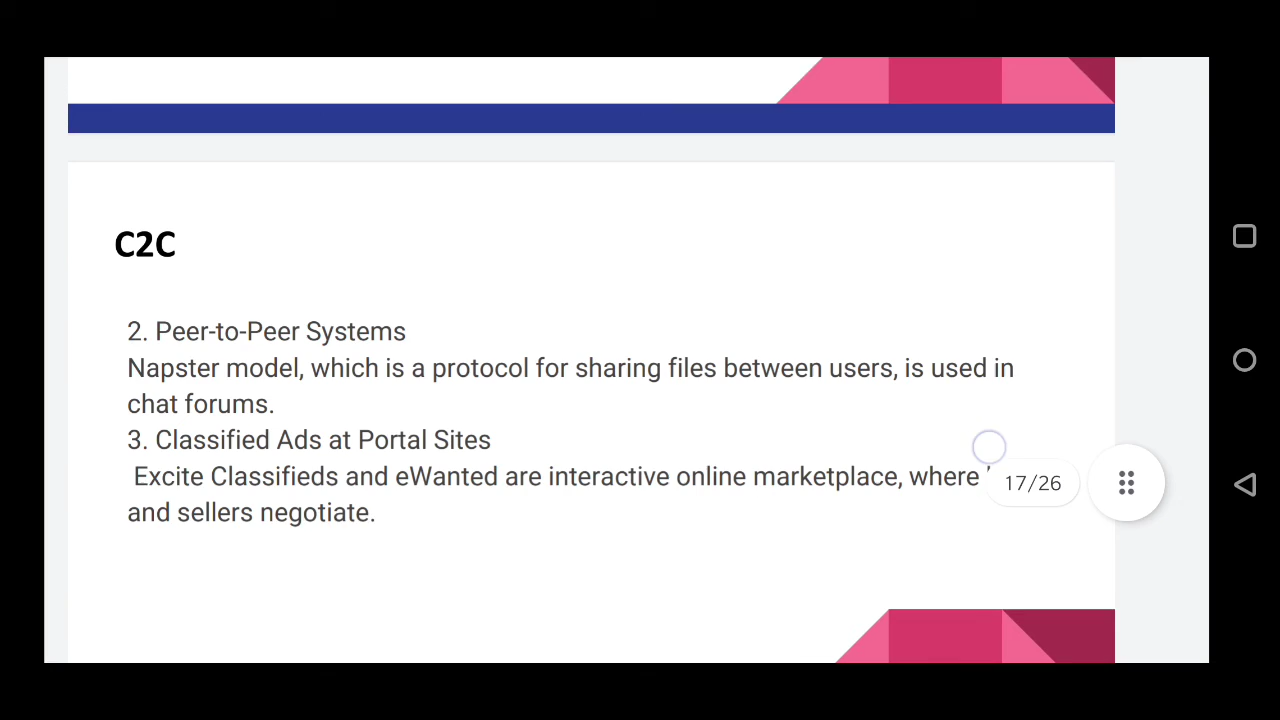 C2C
2. Peer-to-Peer Systems
Napster model, which is a protocol for sharing files between users, is used in
chat forums.
3. Classified Ads at Portal Sites
Excite Classifieds and eWanted are interactive online marketplace, where
17/26
and sellers negotiate.